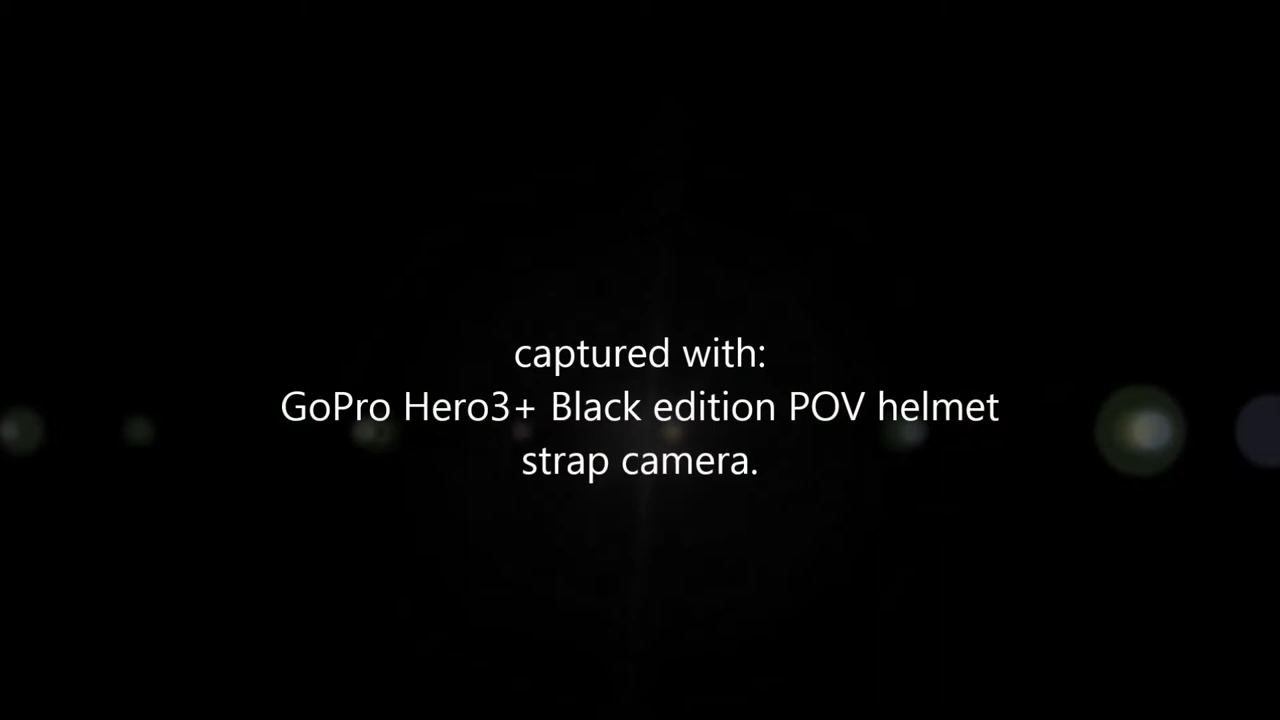 captured with:
GoPro Hero3+ Black edition POV helmet
strap camera.